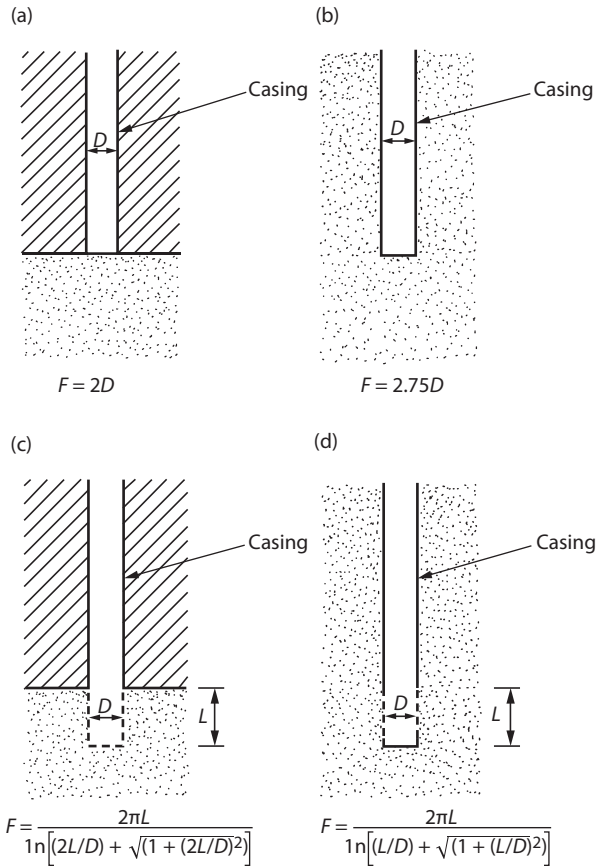 (a)
(b)
Casing
D
Casing
D
F = 2D
F = 2.75D
(c)
(d)
Casing
D
L
Casing
D
L
F = 2πL / 1n[(2L/D) + √(1 + (2L/D)²)]
F = 2πL / 1n[(L/D) + √(1 + (L/D)²)]